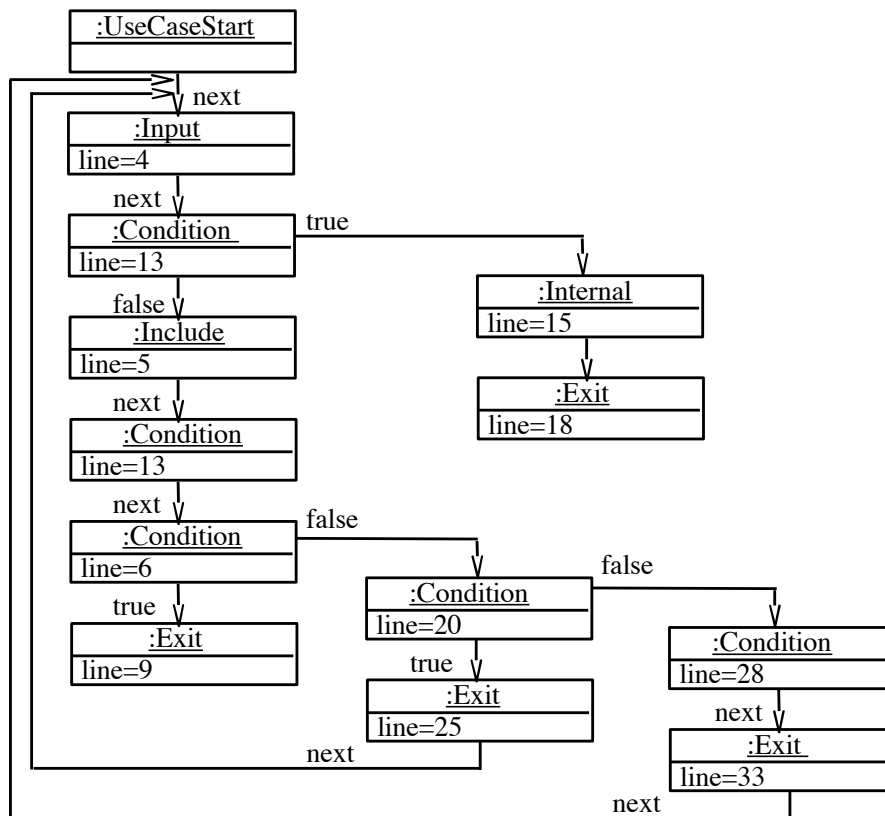 :UseCaseStart
next
:Input
line=4
next
:Condition
line=13
true
:Internal
line=15
:Exit
line=18
false
:Include
line=5
next
:Condition
line=13
next
:Condition
line=6
false
:Condition
line=20
false
:Condition
line=28
true
:Exit
line=9
true
:Exit
line=25
next
next
:Exit
line=33
next